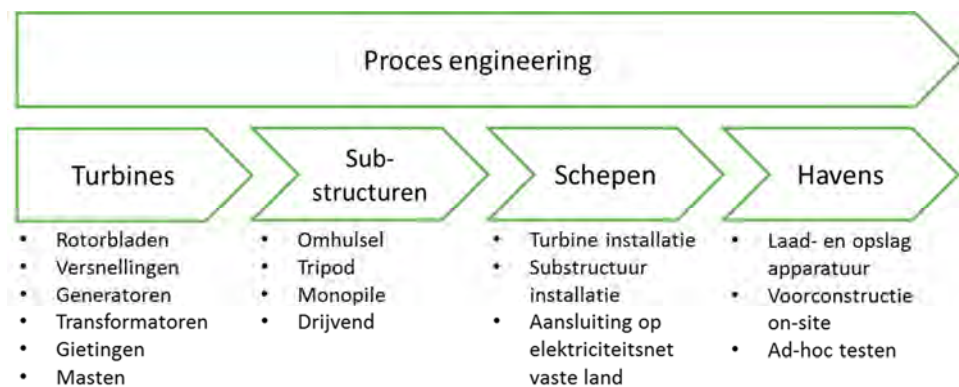 Proces engineering
Turbines
Sub-
structuren
Schepen
Havens
• Rotorbladen
• Versnellingen
• Generatoren
• Transformatoren
• Gietingen
• Masten
• Omhulsel
• Tripod
• Monopile
• Drijvend
• Turbine installatie
• Substructuur
installatie
• Aansluiting op
elektriciteitsnet
vaste land
• Laad- en opslag
apparatuur
• Voorconstructie
on-site
• Ad-hoc testen